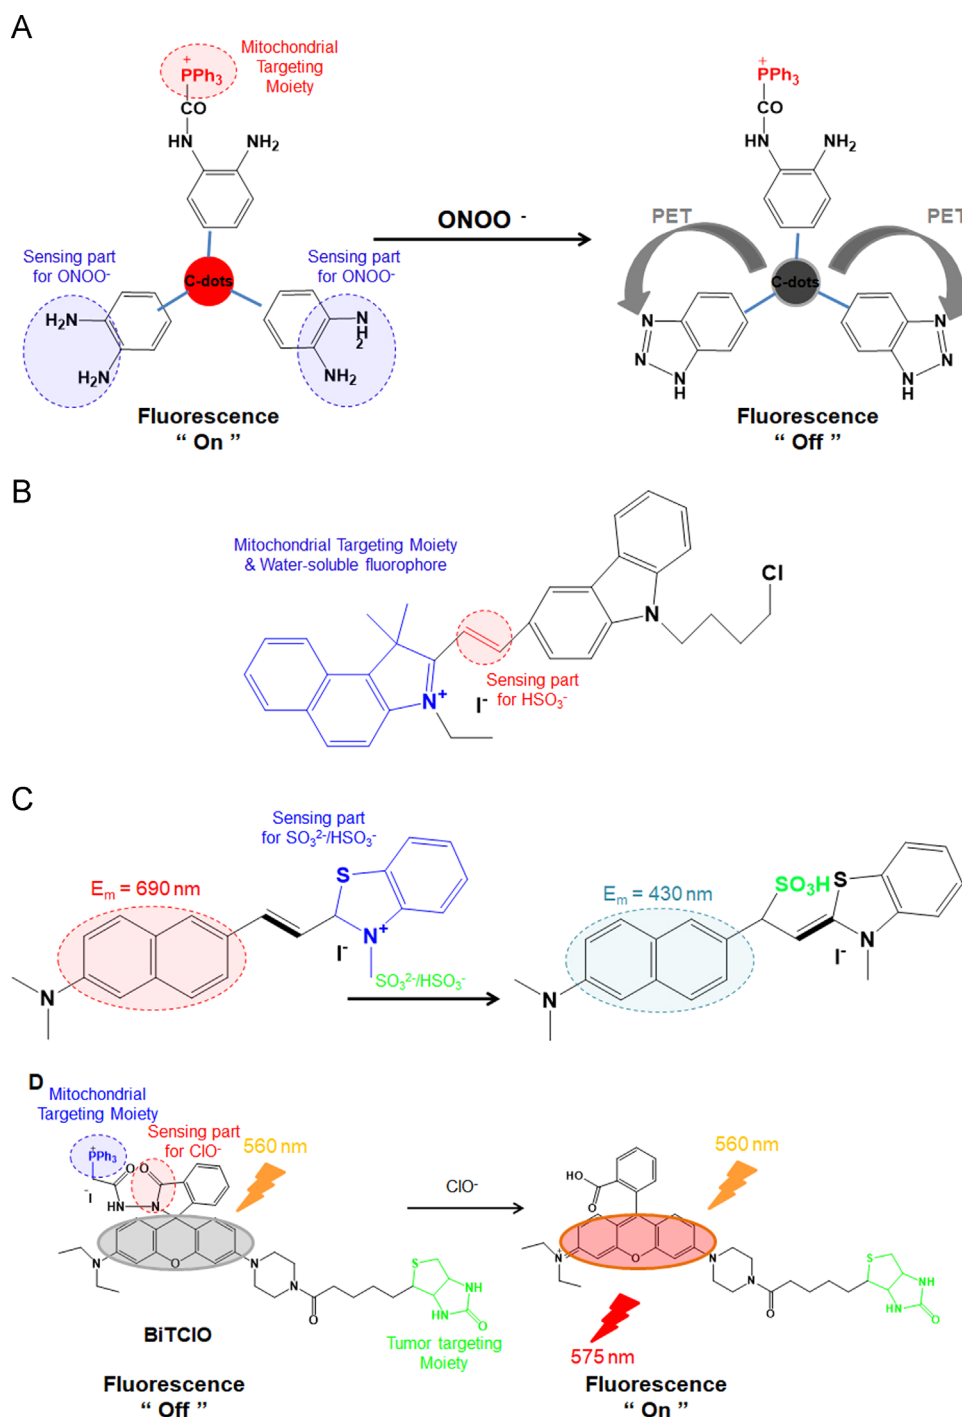 A
+
PPh3
Mitochondrial
Targeting
Moiety
CO
HN
NH2
Sensing part
for ONOO-
Sensing part
for ONOO-
C-dots
H2N
H2N
NH2
NH2
Fluorescence
“ On ”
ONOO -
+
PPh3
CO
HN
NH2
PET
PET
C-dots
N
N
N
H
N
N
N
H
Fluorescence
“ Off ”
B
Mitochondrial Targeting Moiety
& Water-soluble fluorophore
Cl
N
N+
I-
Sensing part
for HSO3-
C
Sensing part
for SO3²-/HSO3-
Em = 690 nm
S
N+
I-
N
SO3²-/HSO3-
Em = 430 nm
SO3H
S
N
I-
N
D
Mitochondrial
Targeting Moiety
Sensing part
for ClO-
560 nm
+
PPh3
O
O
-I
HN
N
N
O
N
N
O
S
NH
HN
O
BiTClO
Tumor targeting
Moiety
Fluorescence
“ Off ”
ClO-
HO
O
560 nm
N+
O
N
N
O
S
NH
HN
O
575 nm
Fluorescence
“ On ”